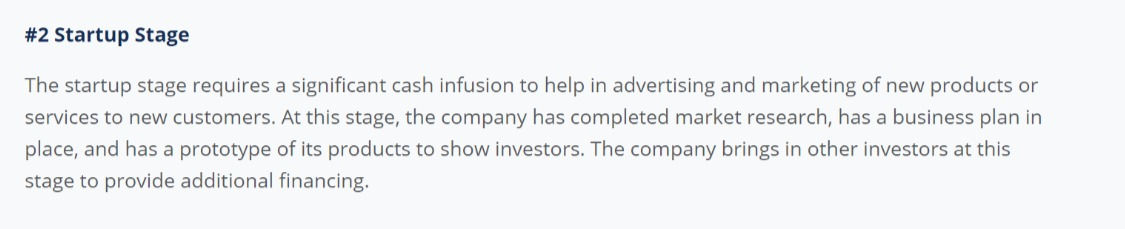 #2 Startup Stage
The startup stage requires a significant cash infusion to help in advertising and marketing of new products or
services to new customers. At this stage, the company has completed market research, has a business plan in
place, and has a prototype of its products to show investors. The company brings in other investors at this
stage to provide additional financing.